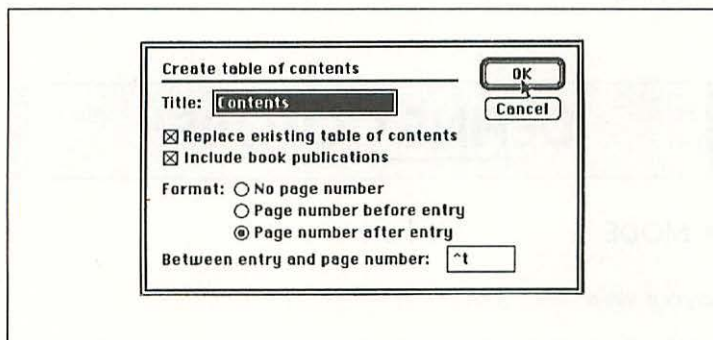 Create table of contents
OK
Title: Contents
Cancel
Replace existing table of contents
Include book publications
Format: No page number
Page number before entry
Page number after entry
Between entry and page number: ^t